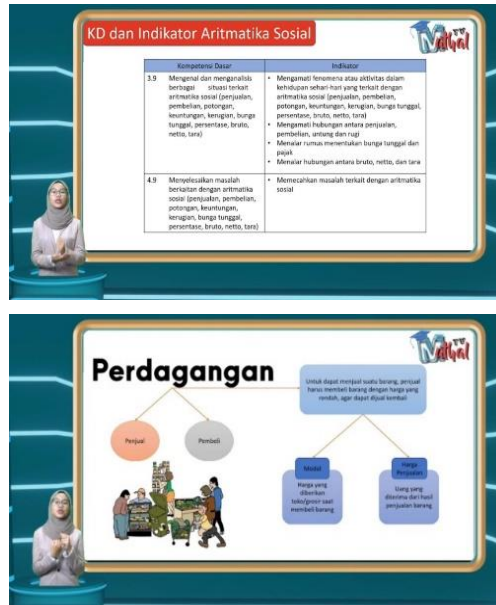 KD dan Indikator Aritmatika Sosial
Kompetensi Dasar
Indikator
3.9 Mengenal dan menganalisis
berbagai situasi terkait
aritmatika sosial (penjualan,
pembelian, potongan,
keuntungan, kerugian, bunga
tunggal, persentase, bruto,
netto, tara)
• Mengamati fenomena atau aktivitas dalam
kehidupan sehari-hari yang terkait dengan
aritmatika sosial (penjualan, pembelian,
potongan, keuntungan, kerugian, bunga tunggal,
persentase, bruto, netto, tara)
• Mengamati hubungan antara penjualan,
pembelian, untung dan rugi
• Menalar rumus menentukan bunga tunggal dan
pajak
• Menalar hubungan antara bruto, netto, dan tara
4.9 Menyelesaikan masalah
berkaitan dengan aritmatika
sosial (penjualan, pembelian,
potongan, keuntungan,
kerugian, bunga tunggal,
persentase, bruto, netto, tara)
• Memecahkan masalah terkait dengan aritmatika
sosial
Perdagangan
Penjual
Pembeli
Untuk dapat menjual suatu barang, penjual
harus membeli barang dengan harga yang
rendah, agar dapat dijual kembali
Modal
Harga yang
diberikan
toko/grosir saat
membeli barang
Harga
Penjualan
Uang yang
diterima dari hasil
penjualan barang